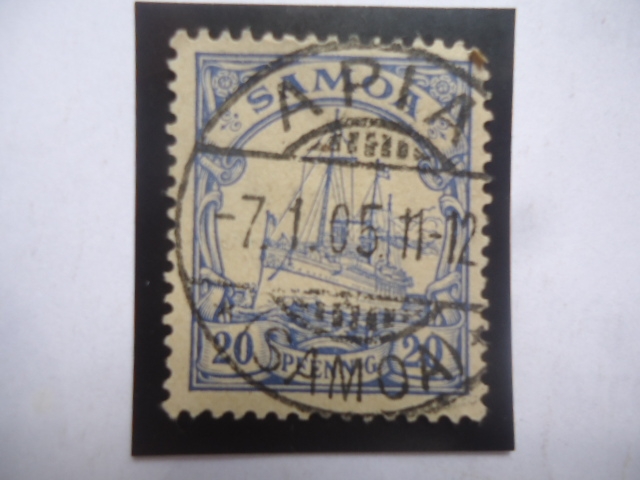 SAMOA
APIA
-7.1.05.11-12
20 PFENNIG 20
SAMOA *